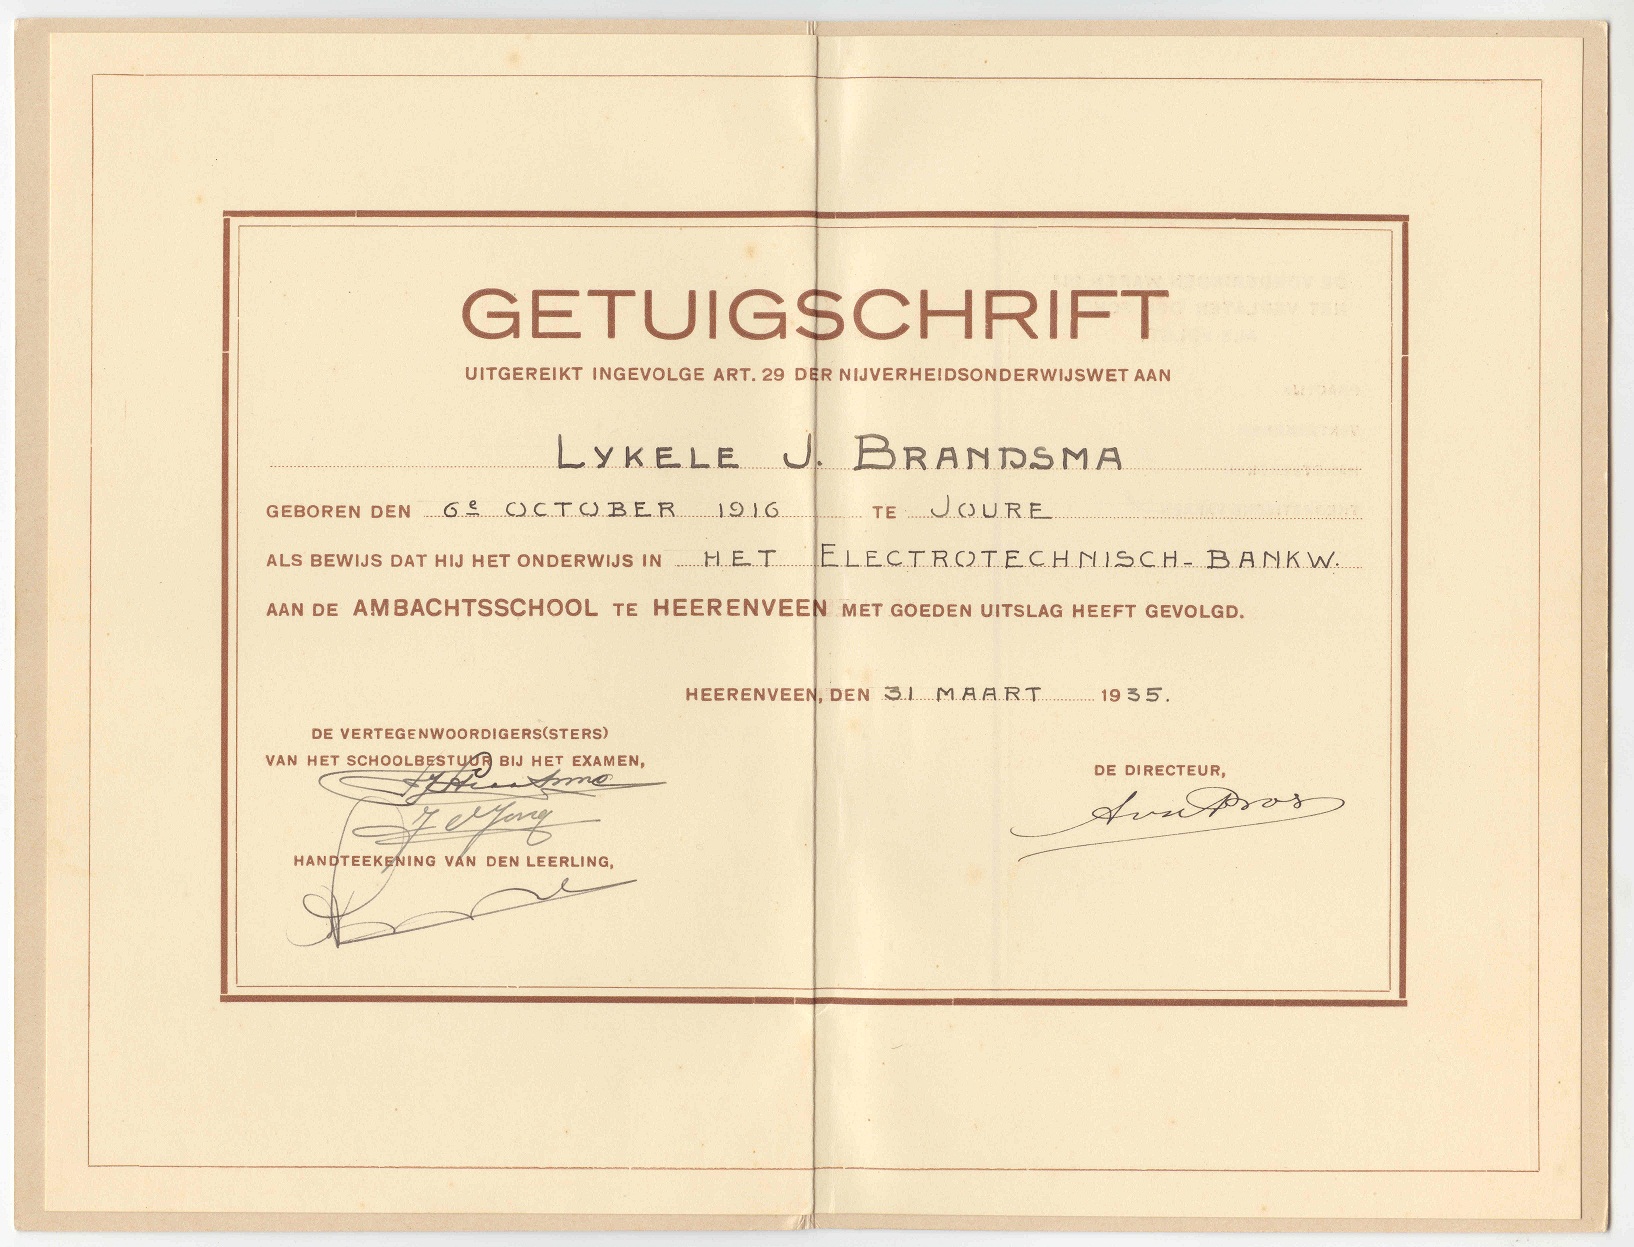 GETUIGSCHRIFT
UITGEREIKT INGEVOLGE ART. 29 DER NIJVERHEIDSONDERWIJSWET AAN
LYKELE J. BRANDSMA
GEBOREN DEN 6e OCTOBER 1916 TE JOURE
ALS BEWIJS DAT HIJ HET ONDERWIJS IN HET ELECTROTECHNISCH-BANKW.
AAN DE AMBACHTSSCHOOL TE HEERENVEEN MET GOEDEN UITSLAG HEEFT GEVOLGD.
HEERENVEEN, DEN 31 MAART 1935.
DE VERTEGENWOORDIGERS(STERS)
VAN HET SCHOOLBESTUUR BIJ HET EXAMEN,
J de Jong
HANDTEEKENING VAN DEN LEERLING,
DE DIRECTEUR,